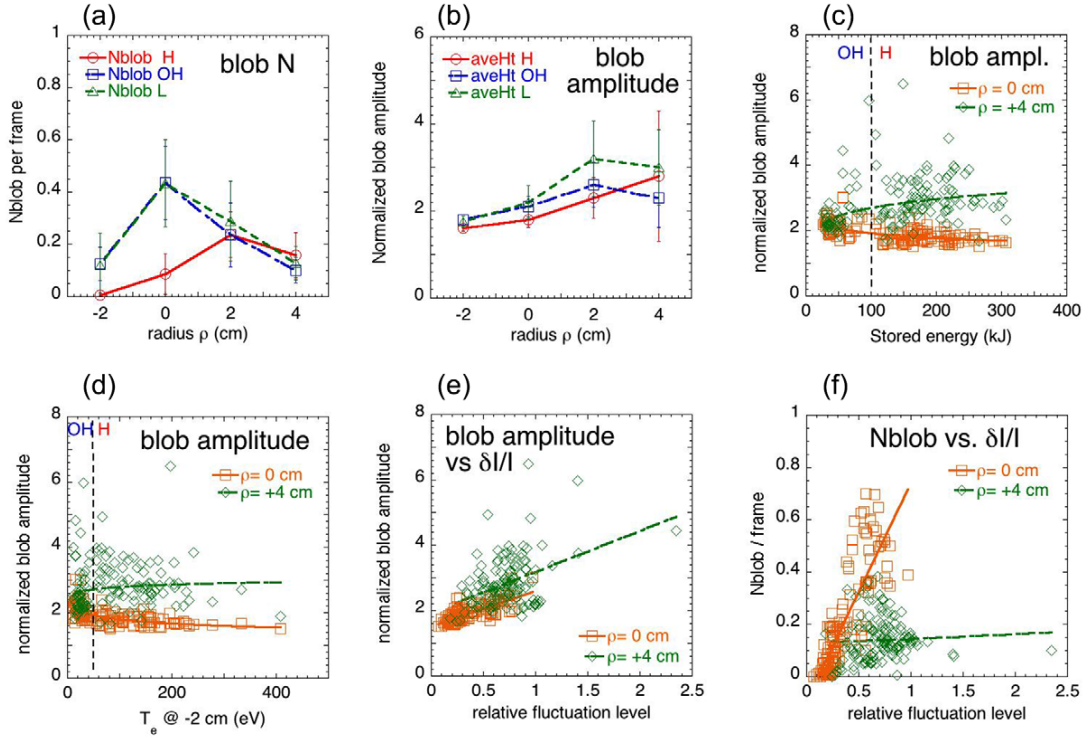 (a)
1
0.8
0.6
0.4
0.2
0
-2 0 2 4
Nblob per frame
radius ρ (cm)
Nblob H
Nblob OH
Nblob L
blob N
(b)
6
4
2
0
-2 0 2 4
Normalized blob amplitude
radius ρ (cm)
aveHt H
aveHt OH
aveHt L
blob
amplitude
(c)
8
6
4
2
0
0 100 200 300 400
normalized blob amplitude
Stored energy (kJ)
OH H
blob ampl.
ρ = 0 cm
ρ = +4 cm
(d)
8
6
4
2
0
0 200 400
normalized blob amplitude
T_e @ -2 cm (eV)
OH H
blob amplitude
ρ= 0 cm
ρ= +4 cm
(e)
8
6
4
2
0
0 0.5 1 1.5 2 2.5
normalized blob amplitude
relative fluctuation level
blob amplitude
vs δI/I
ρ= 0 cm
ρ= +4 cm
(f)
1
0.8
0.6
0.4
0.2
0
0 0.5 1 1.5 2 2.5
Nblob / frame
relative fluctuation level
Nblob vs. δI/I
ρ= 0 cm
ρ= +4 cm